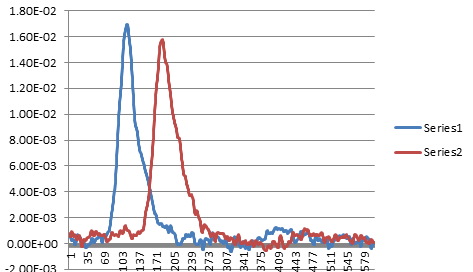 1.80E-02
1.60E-02
1.40E-02
1.20E-02
1.00E-02
8.00E-03
6.00E-03
4.00E-03
2.00E-03
0.00E+00
-2.00E-03
1
35
69
103
137
171
205
239
273
307
341
375
409
443
477
511
545
579
Series1
Series2